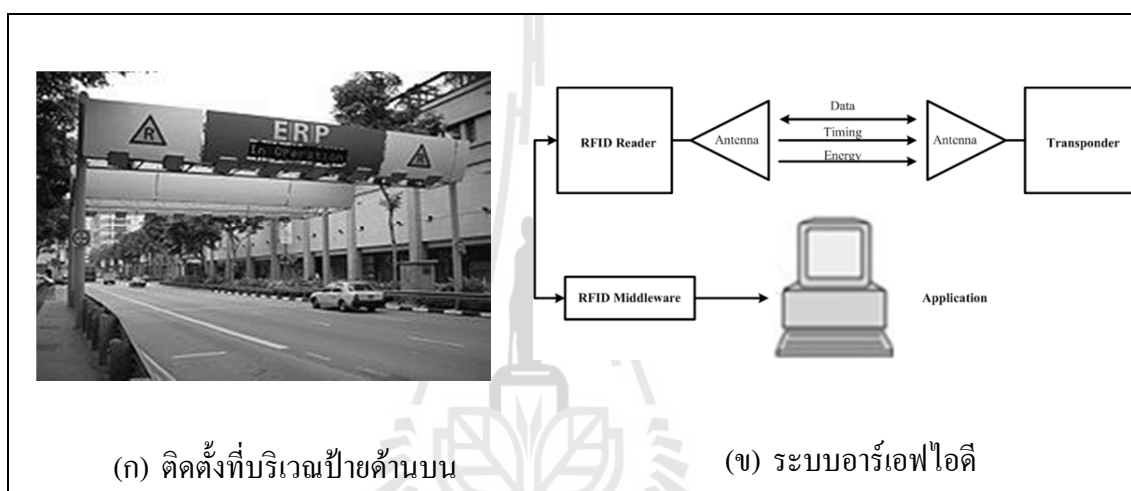 ERP
In Operation
R
R
Data
Timing
Energy
RFID Reader
Antenna
Antenna
Transponder
RFID Middleware
Application
(ก) ติดตั้งที่บริเวณป้ายด้านบน
(ข) ระบบอาร์เอฟไอดี